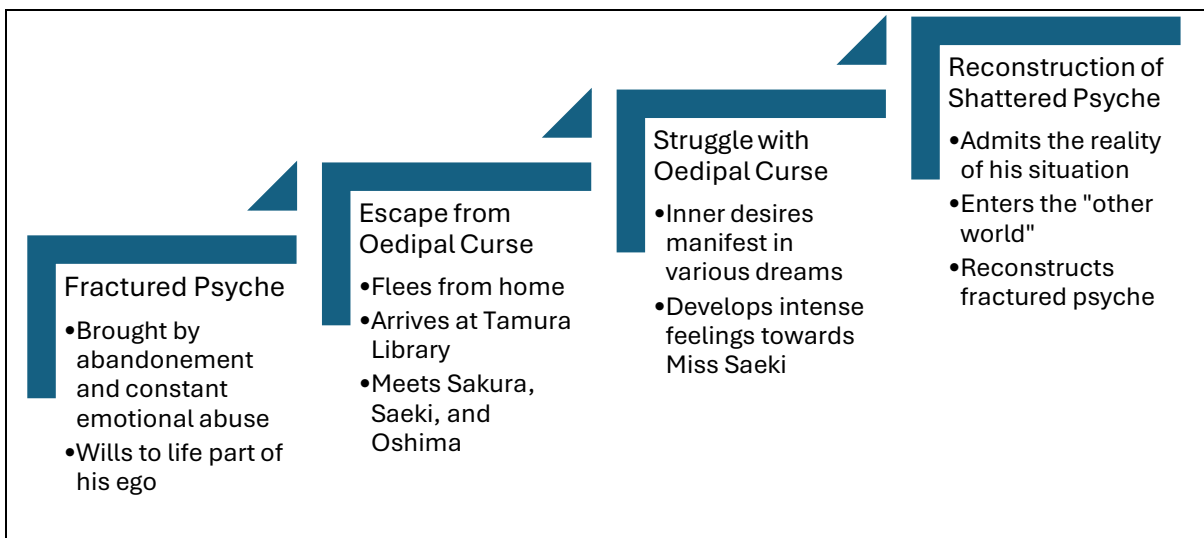 Fractured Psyche
•Brought by
abandonement
and constant
emotional abuse
•Wills to life part of
his ego
Escape from
Oedipal Curse
•Flees from home
•Arrives at Tamura
Library
•Meets Sakura,
Saeki, and
Oshima
Struggle with
Oedipal Curse
•Inner desires
manifest in
various dreams
•Develops intense
feelings towards
Miss Saeki
Reconstruction of
Shattered Psyche
•Admits the reality
of his situation
•Enters the "other
world"
•Reconstructs
fractured psyche